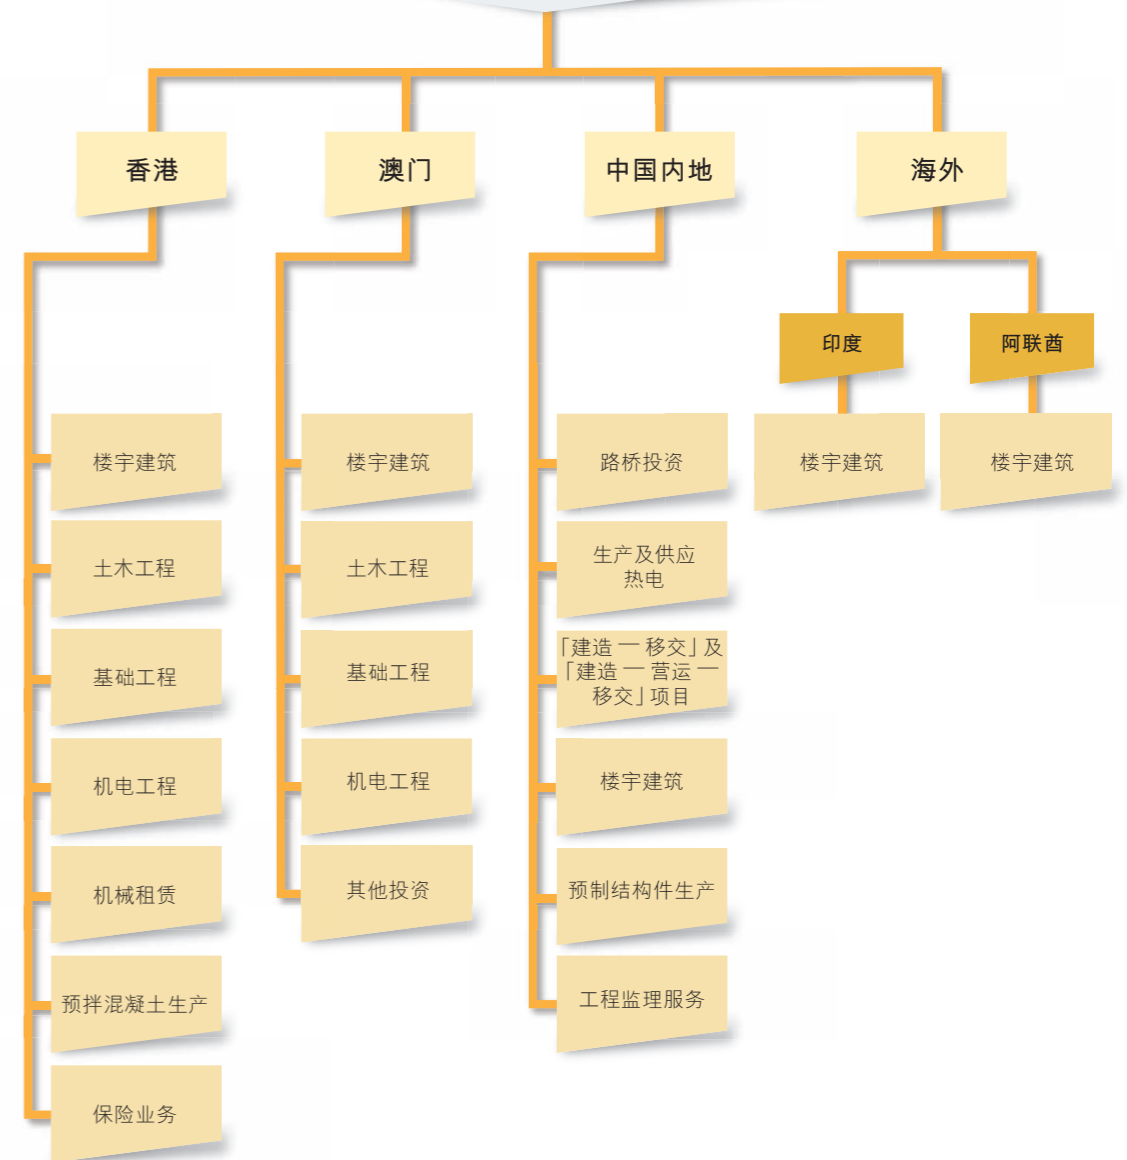 香港
澳门
中国内地
海外
印度
阿联酋
楼宇建筑
土木工程
基础工程
机电工程
机械租赁
预拌混凝土生产
保险业务
楼宇建筑
土木工程
基础工程
机电工程
其他投资
路桥投资
生产及供应
热电
「建造 — 移交」及
「建造 — 营运 —
移交」项目
楼宇建筑
预制结构件生产
工程监理服务
楼宇建筑
楼宇建筑